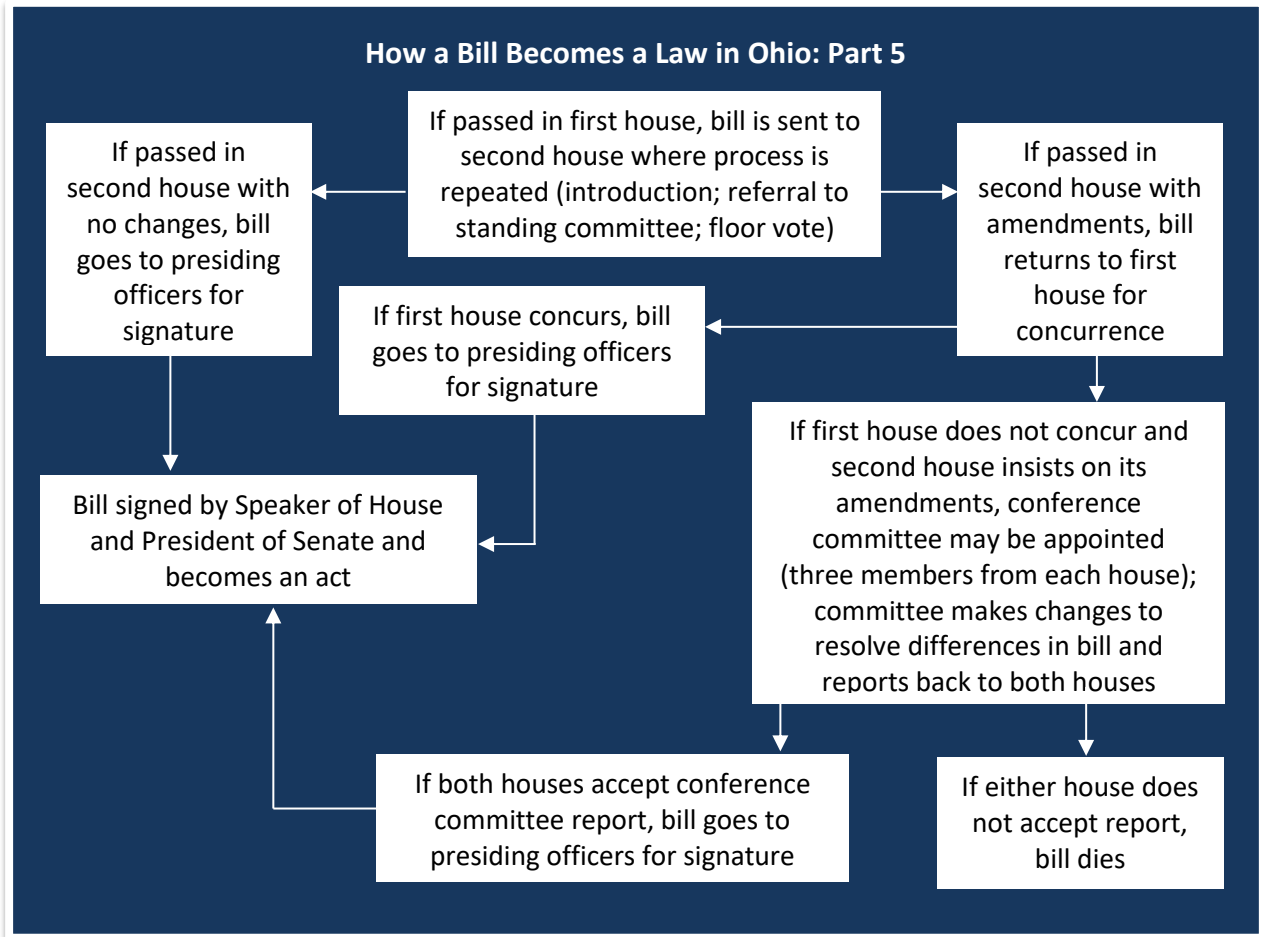 How a Bill Becomes a Law in Ohio: Part 5
If passed in first house, bill is sent to
second house where process is
repeated (introduction; referral to
standing committee; floor vote)
If passed in
second house with
no changes, bill
goes to presiding
officers for
signature
If passed in
second house with
amendments, bill
returns to first
house for
concurrence
If first house concurs, bill
goes to presiding officers
for signature
If first house does not concur and
second house insists on its
amendments, conference
committee may be appointed
(three members from each house);
committee makes changes to
resolve differences in bill and
reports back to both houses
Bill signed by Speaker of House
and President of Senate and
becomes an act
If both houses accept conference
committee report, bill goes to
presiding officers for signature
If either house does
not accept report,
bill dies